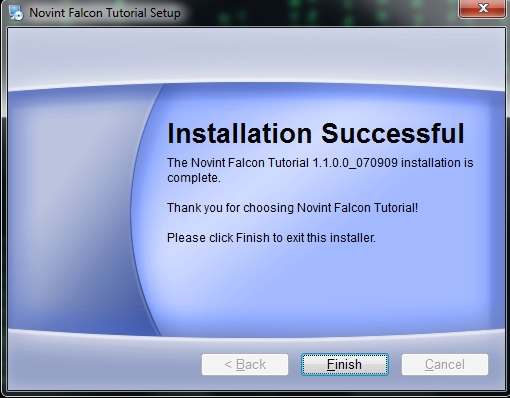 Novint Falcon Tutorial Setup
Installation Successful
The Novint Falcon Tutorial 1.1.0.0_070909 installation is
complete.
Thank you for choosing Novint Falcon Tutorial!
Please click Finish to exit this installer.
< Back
Finish
Cancel